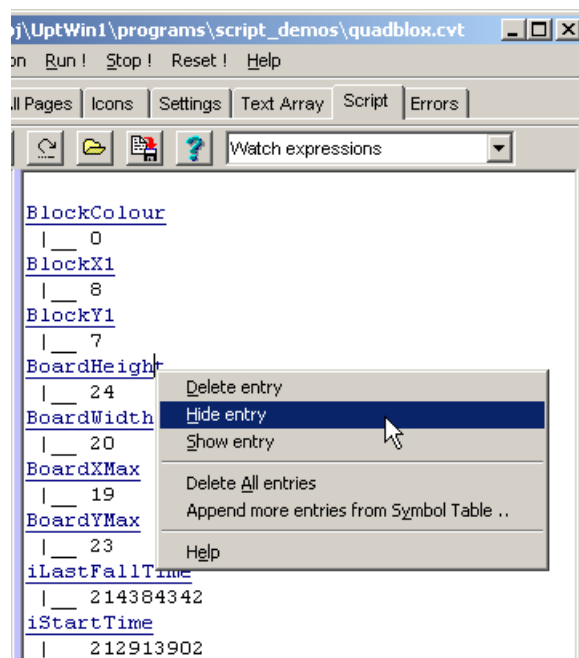 j\UptWin1\programs\script_demos\quadblox.cvt
on Run ! Stop ! Reset ! Help
ll Pages Icons Settings Text Array Script Errors
Watch expressions
BlockColour
|__ 0
BlockX1
|__ 8
BlockY1
|__ 7
BoardHeight
|__ 24
BoardWidth
|__ 20
BoardXMax
|__ 19
BoardYMax
|__ 23
iLastFallTime
|__ 214384342
iStartTime
| 212913902
Delete entry
Hide entry
Show entry
Delete All entries
Append more entries from Symbol Table ..
Help